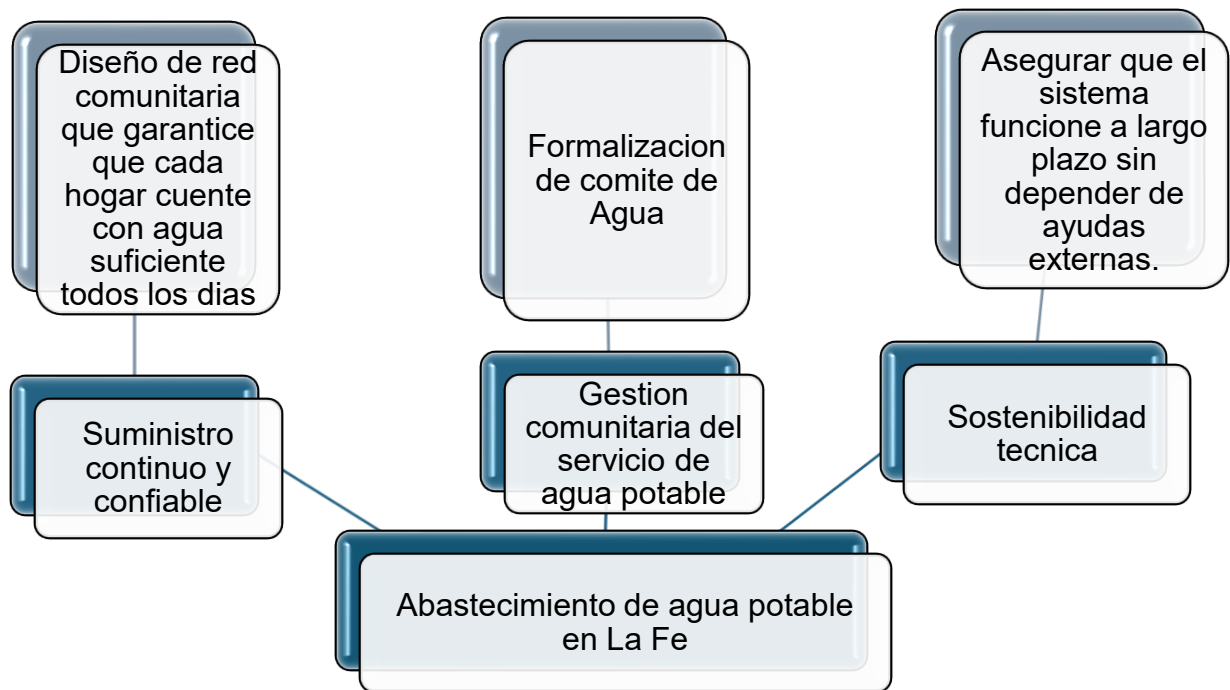 Diseño de red
comunitaria
que garantice
que cada
hogar cuente
con agua
suficiente
todos los dias
Formalizacion
de comite de
Agua
Asegurar que el
sistema
funcione a largo
plazo sin
depender de
ayudas
externas.
Suministro
continuo y
confiable
Gestion
comunitaria del
servicio de
agua potable
Sostenibilidad
tecnica
Abastecimiento de agua potable
en La Fe